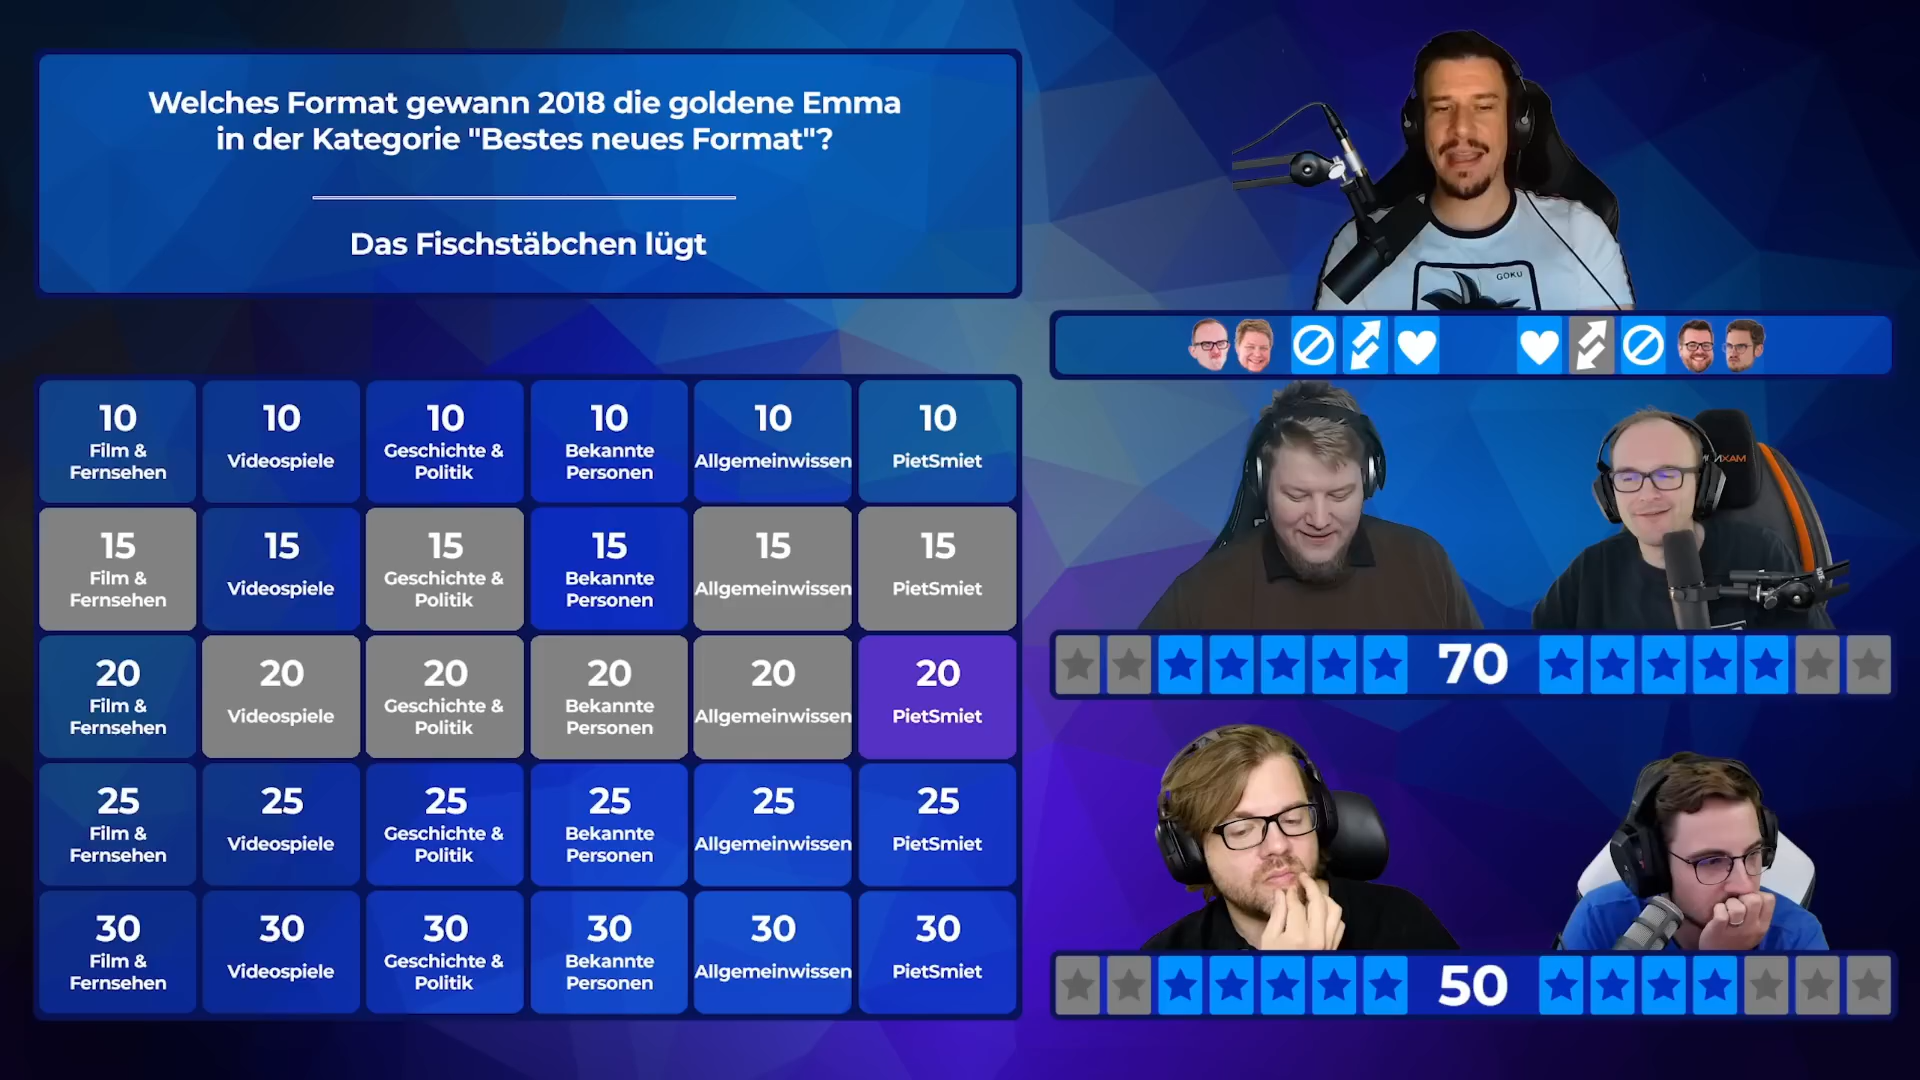 Welches Format gewann 2018 die goldene Emma
in der Kategorie "Bestes neues Format"?
Das Fischstäbchen lügt
GOKU
10
Film &
Fernsehen
10
Videospiele
10
Geschichte &
Politik
10
Bekannte
Personen
10
Allgemeinwissen
10
PietSmiet
15
Film &
Fernsehen
15
Videospiele
15
Geschichte &
Politik
15
Bekannte
Personen
15
Allgemeinwissen
15
PietSmiet
20
Film &
Fernsehen
20
Videospiele
20
Geschichte &
Politik
20
Bekannte
Personen
20
Allgemeinwissen
20
PietSmiet
25
Film &
Fernsehen
25
Videospiele
25
Geschichte &
Politik
25
Bekannte
Personen
25
Allgemeinwissen
25
PietSmiet
30
Film &
Fernsehen
30
Videospiele
30
Geschichte &
Politik
30
Bekannte
Personen
30
Allgemeinwissen
30
PietSmiet
70
50